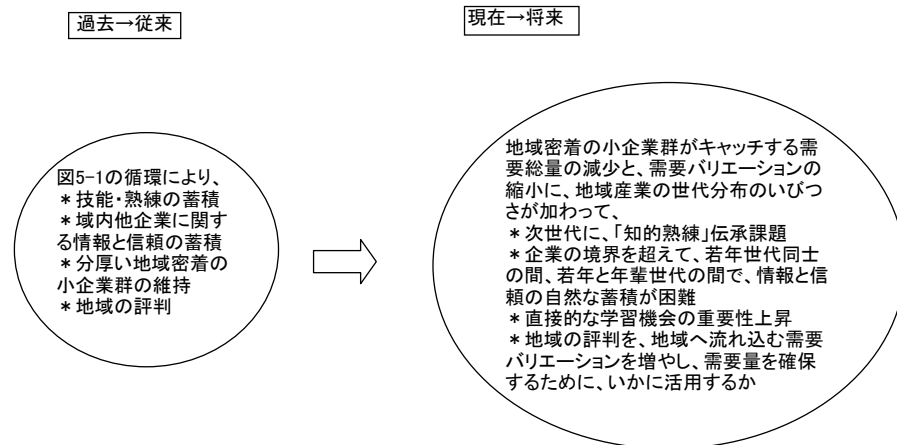 過去→従来
現在→将来
図5-1の循環により、
＊技能・熟練の蓄積
＊域内他企業に関す
る情報と信頼の蓄積
＊分厚い地域密着の
小企業群の維持
＊地域の評判
地域密着の小企業群がキャッチする需
要総量の減少と、需要バリエーションの
縮小に、地域産業の世代分布のいびつ
さが加わって、
＊次世代に、「知的熟練」伝承課題
＊企業の境界を超えて、若年世代同士
の間、若年と年輩世代の間で、情報と信
頼の自然な蓄積が困難
＊直接的な学習機会の重要性上昇
＊地域の評判を、地域へ流れ込む需要
バリエーションを増やし、需要量を確保
するために、いかに活用するか